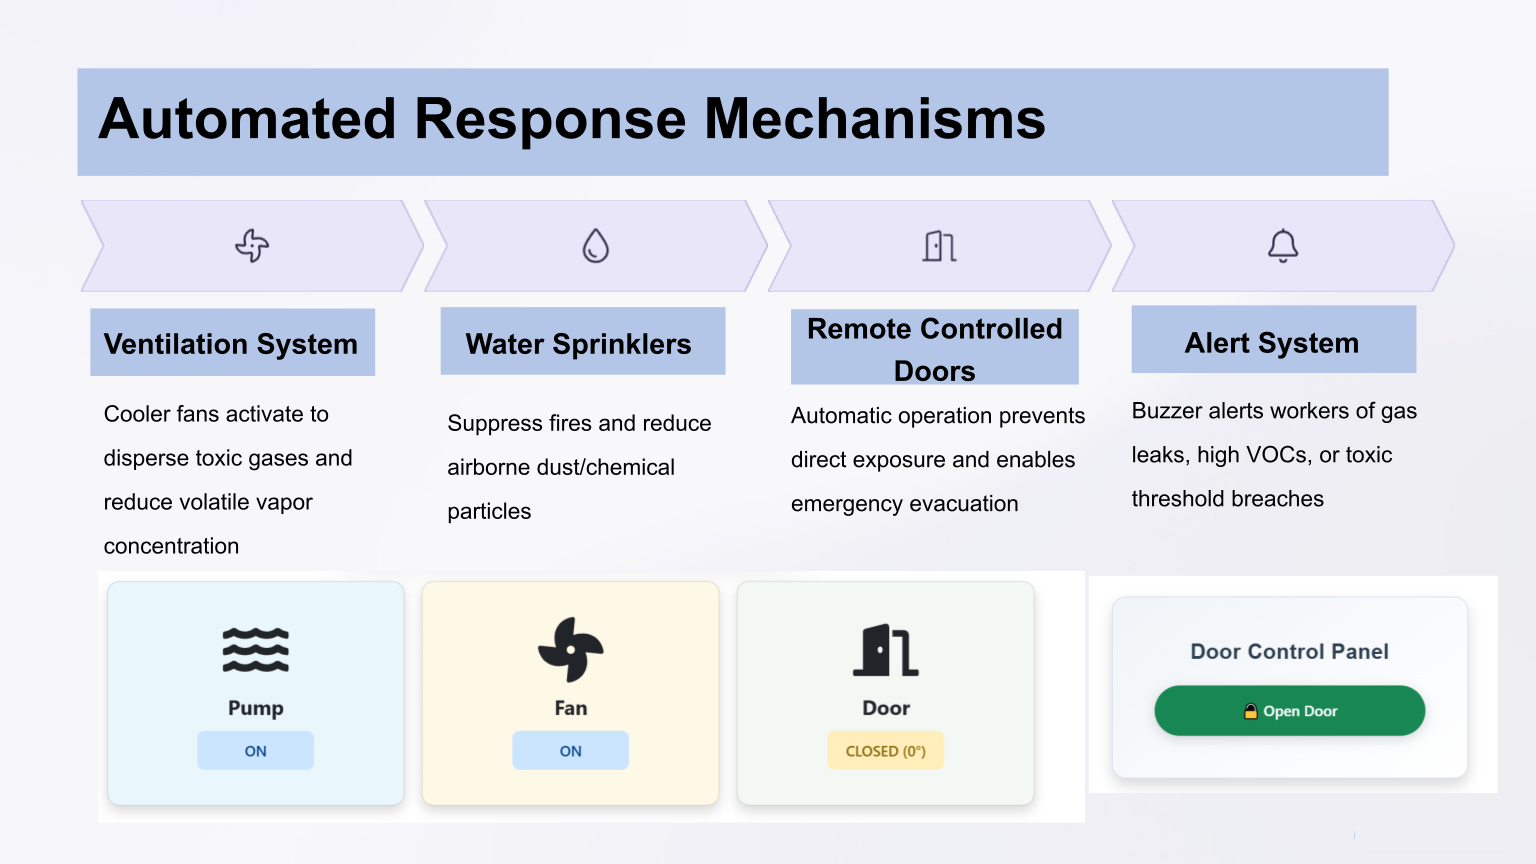 Automated Response Mechanisms
Ventilation System
Cooler fans activate to
disperse toxic gases and
reduce volatile vapor
concentration
Water Sprinklers
Suppress fires and reduce
airborne dust/chemical
particles
Remote Controlled
Doors
Automatic operation prevents
direct exposure and enables
emergency evacuation
Alert System
Buzzer alerts workers of gas
leaks, high VOCs, or toxic
threshold breaches
Pump
ON
Fan
ON
Door
CLOSED (0°)
Door Control Panel
Open Door